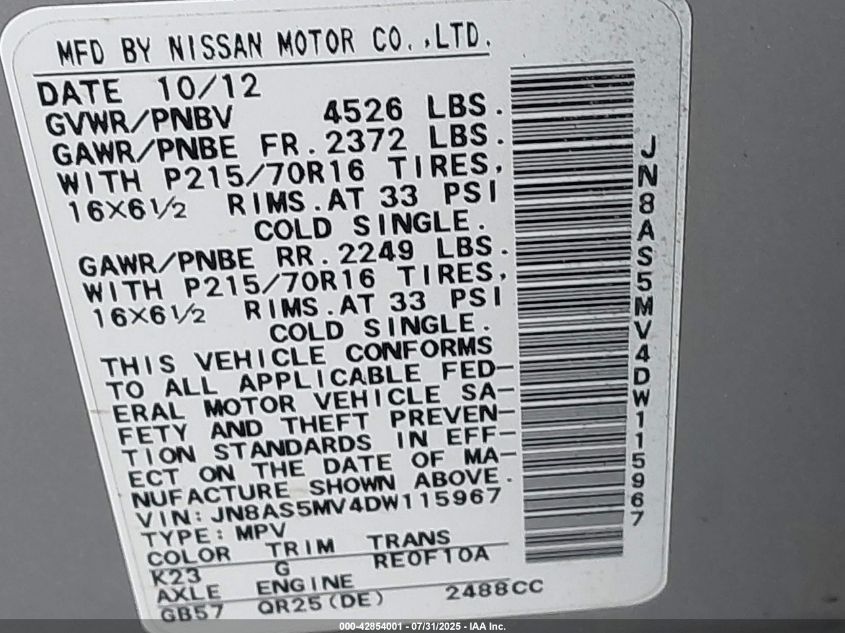 MFD BY NISSAN MOTOR CO.,LTD.
DATE 10/12
GVWR/PNBV 4526 LBS.
GAWR/PNBE FR.2372 LBS.
WITH P215/70R16 TIRES,
16X6½ RIMS.AT 33 PSI
COLD SINGLE.
GAWR/PNBE RR.2249 LBS.
WITH P215/70R16 TIRES,
16X6½ RIMS.AT 33 PSI
COLD SINGLE.
THIS VEHICLE CONFORMS
TO ALL APPLICABLE FED-
ERAL MOTOR VEHICLE SA-
FETY AND THEFT PREVEN-
TION STANDARDS IN EFF-
ECT ON THE DATE OF MA-
NUFACTURE SHOWN ABOVE.
VIN:JN8AS5MV4DW115967
TYPE:MPV
COLOR TRIM TRANS
K23 G RE0F10A
AXLE ENGINE
GB57 QR25(DE) 2488CC
JN8AS5MV4DW115967
000-42854001 - 07/31/2025 - IAA Inc.